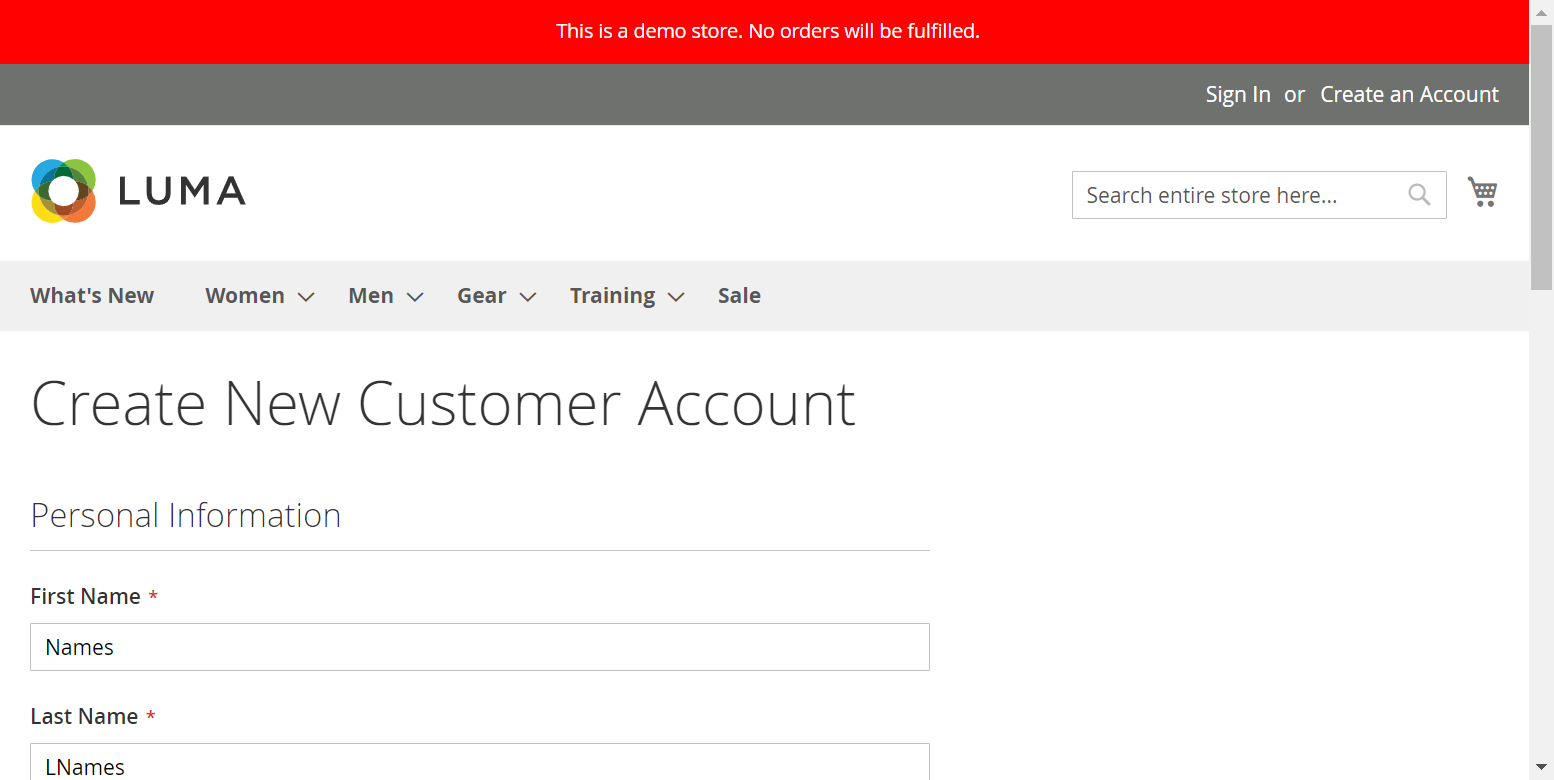 This is a demo store. No orders will be fulfilled.
Sign In or Create an Account
LUMA
Search entire store here...
What's New Women Men Gear Training Sale
Create New Customer Account
Personal Information
First Name *
Names
Last Name *
LNames